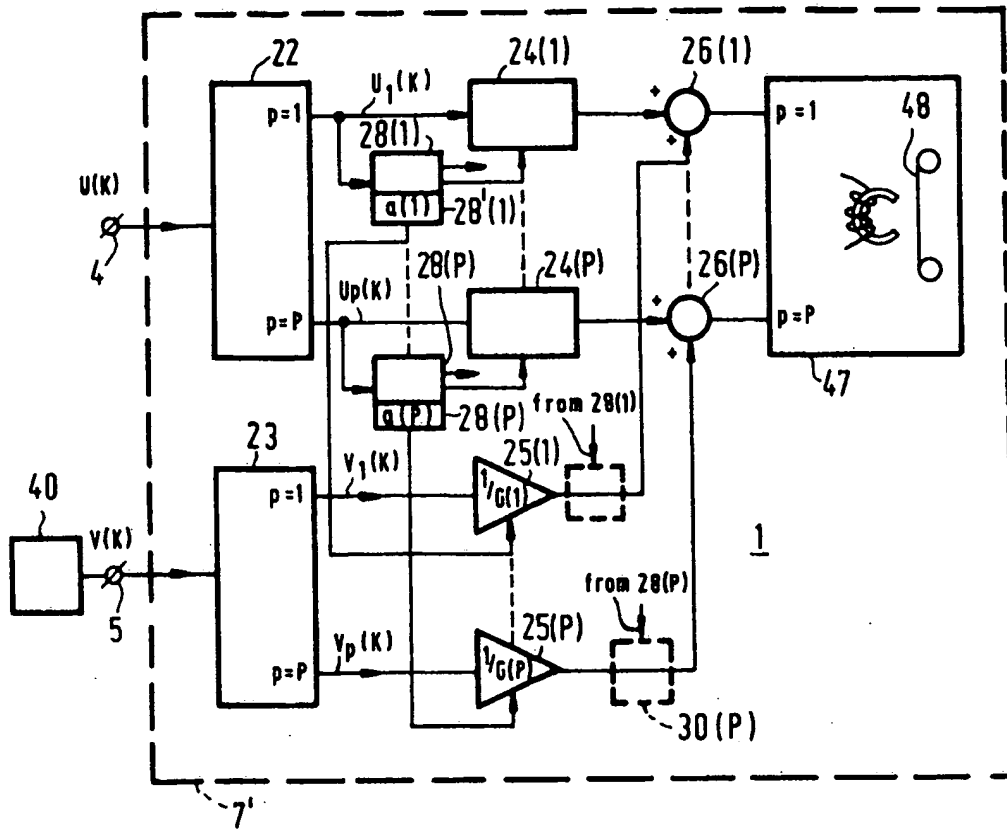 22
24(1)
26(1)
U₁(K)
p=1
28(1)
+
+
p=1
48
U(K)
a(1)
28'(1)
4
28(P)
24(P)
26(P)
Up(K)
p=P
+
+
p=P
a(P)
28(P)
47
from 28(1)
23
V₁(K)
25(1)
p=1
1/G(1)
40
V(K)
1
5
from 28(P)
Vp(K)
25(P)
p=P
1/G(P)
30(P)
7'